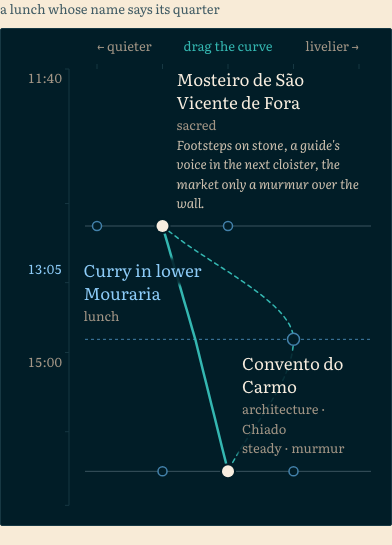 a lunch whose name says its quarter
← quieter
drag the curve
livelier →
11:40
Mosteiro de São
Vicente de Fora
sacred
Footsteps on stone, a guide's
voice in the next cloister, the
market only a murmur over the
wall.
13:05
Curry in lower
Mouraria
lunch
15:00
Convento do
Carmo
architecture ·
Chiado
steady · murmur